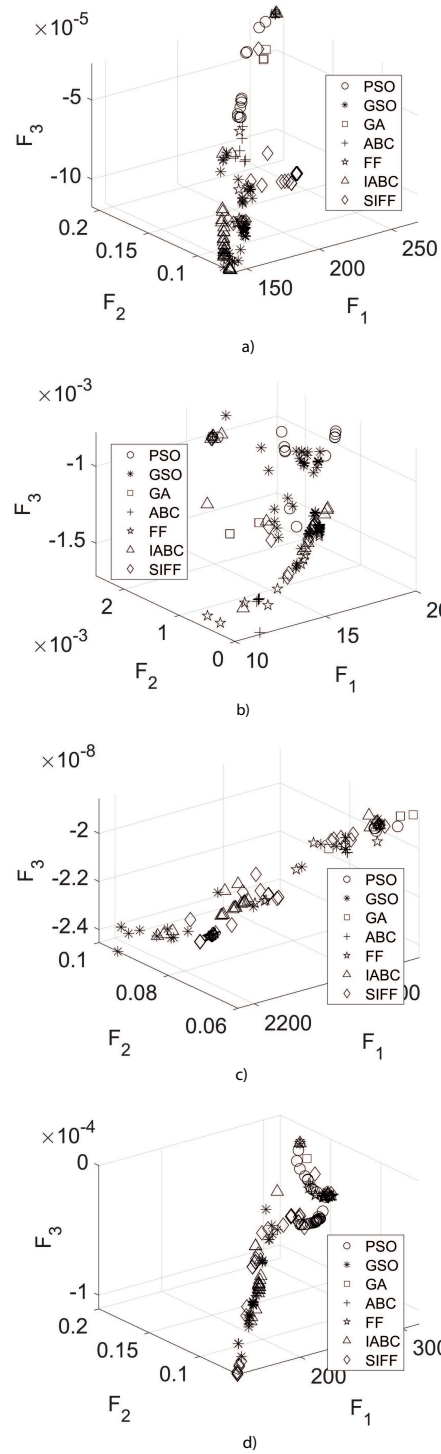 ×10⁻⁵
-5
-10
F₃
0.2
0.15
0.1
F₂
150
200
250
F₁
PSO
GSO
GA
ABC
FF
IABC
SIFF
a)
×10⁻³
-1
-1.5
F₃
PSO
GSO
GA
ABC
FF
IABC
SIFF
2
1
0
×10⁻³
F₂
10
15
20
F₁
b)
×10⁻⁸
-2
-2.2
-2.4
F₃
0.1
0.08
0.06
F₂
2200
00
F₁
PSO
GSO
GA
ABC
FF
IABC
SIFF
c)
×10⁻⁴
0
-1
F₃
0.2
0.15
0.1
F₂
200
300
F₁
PSO
GSO
GA
ABC
FF
IABC
SIFF
d)